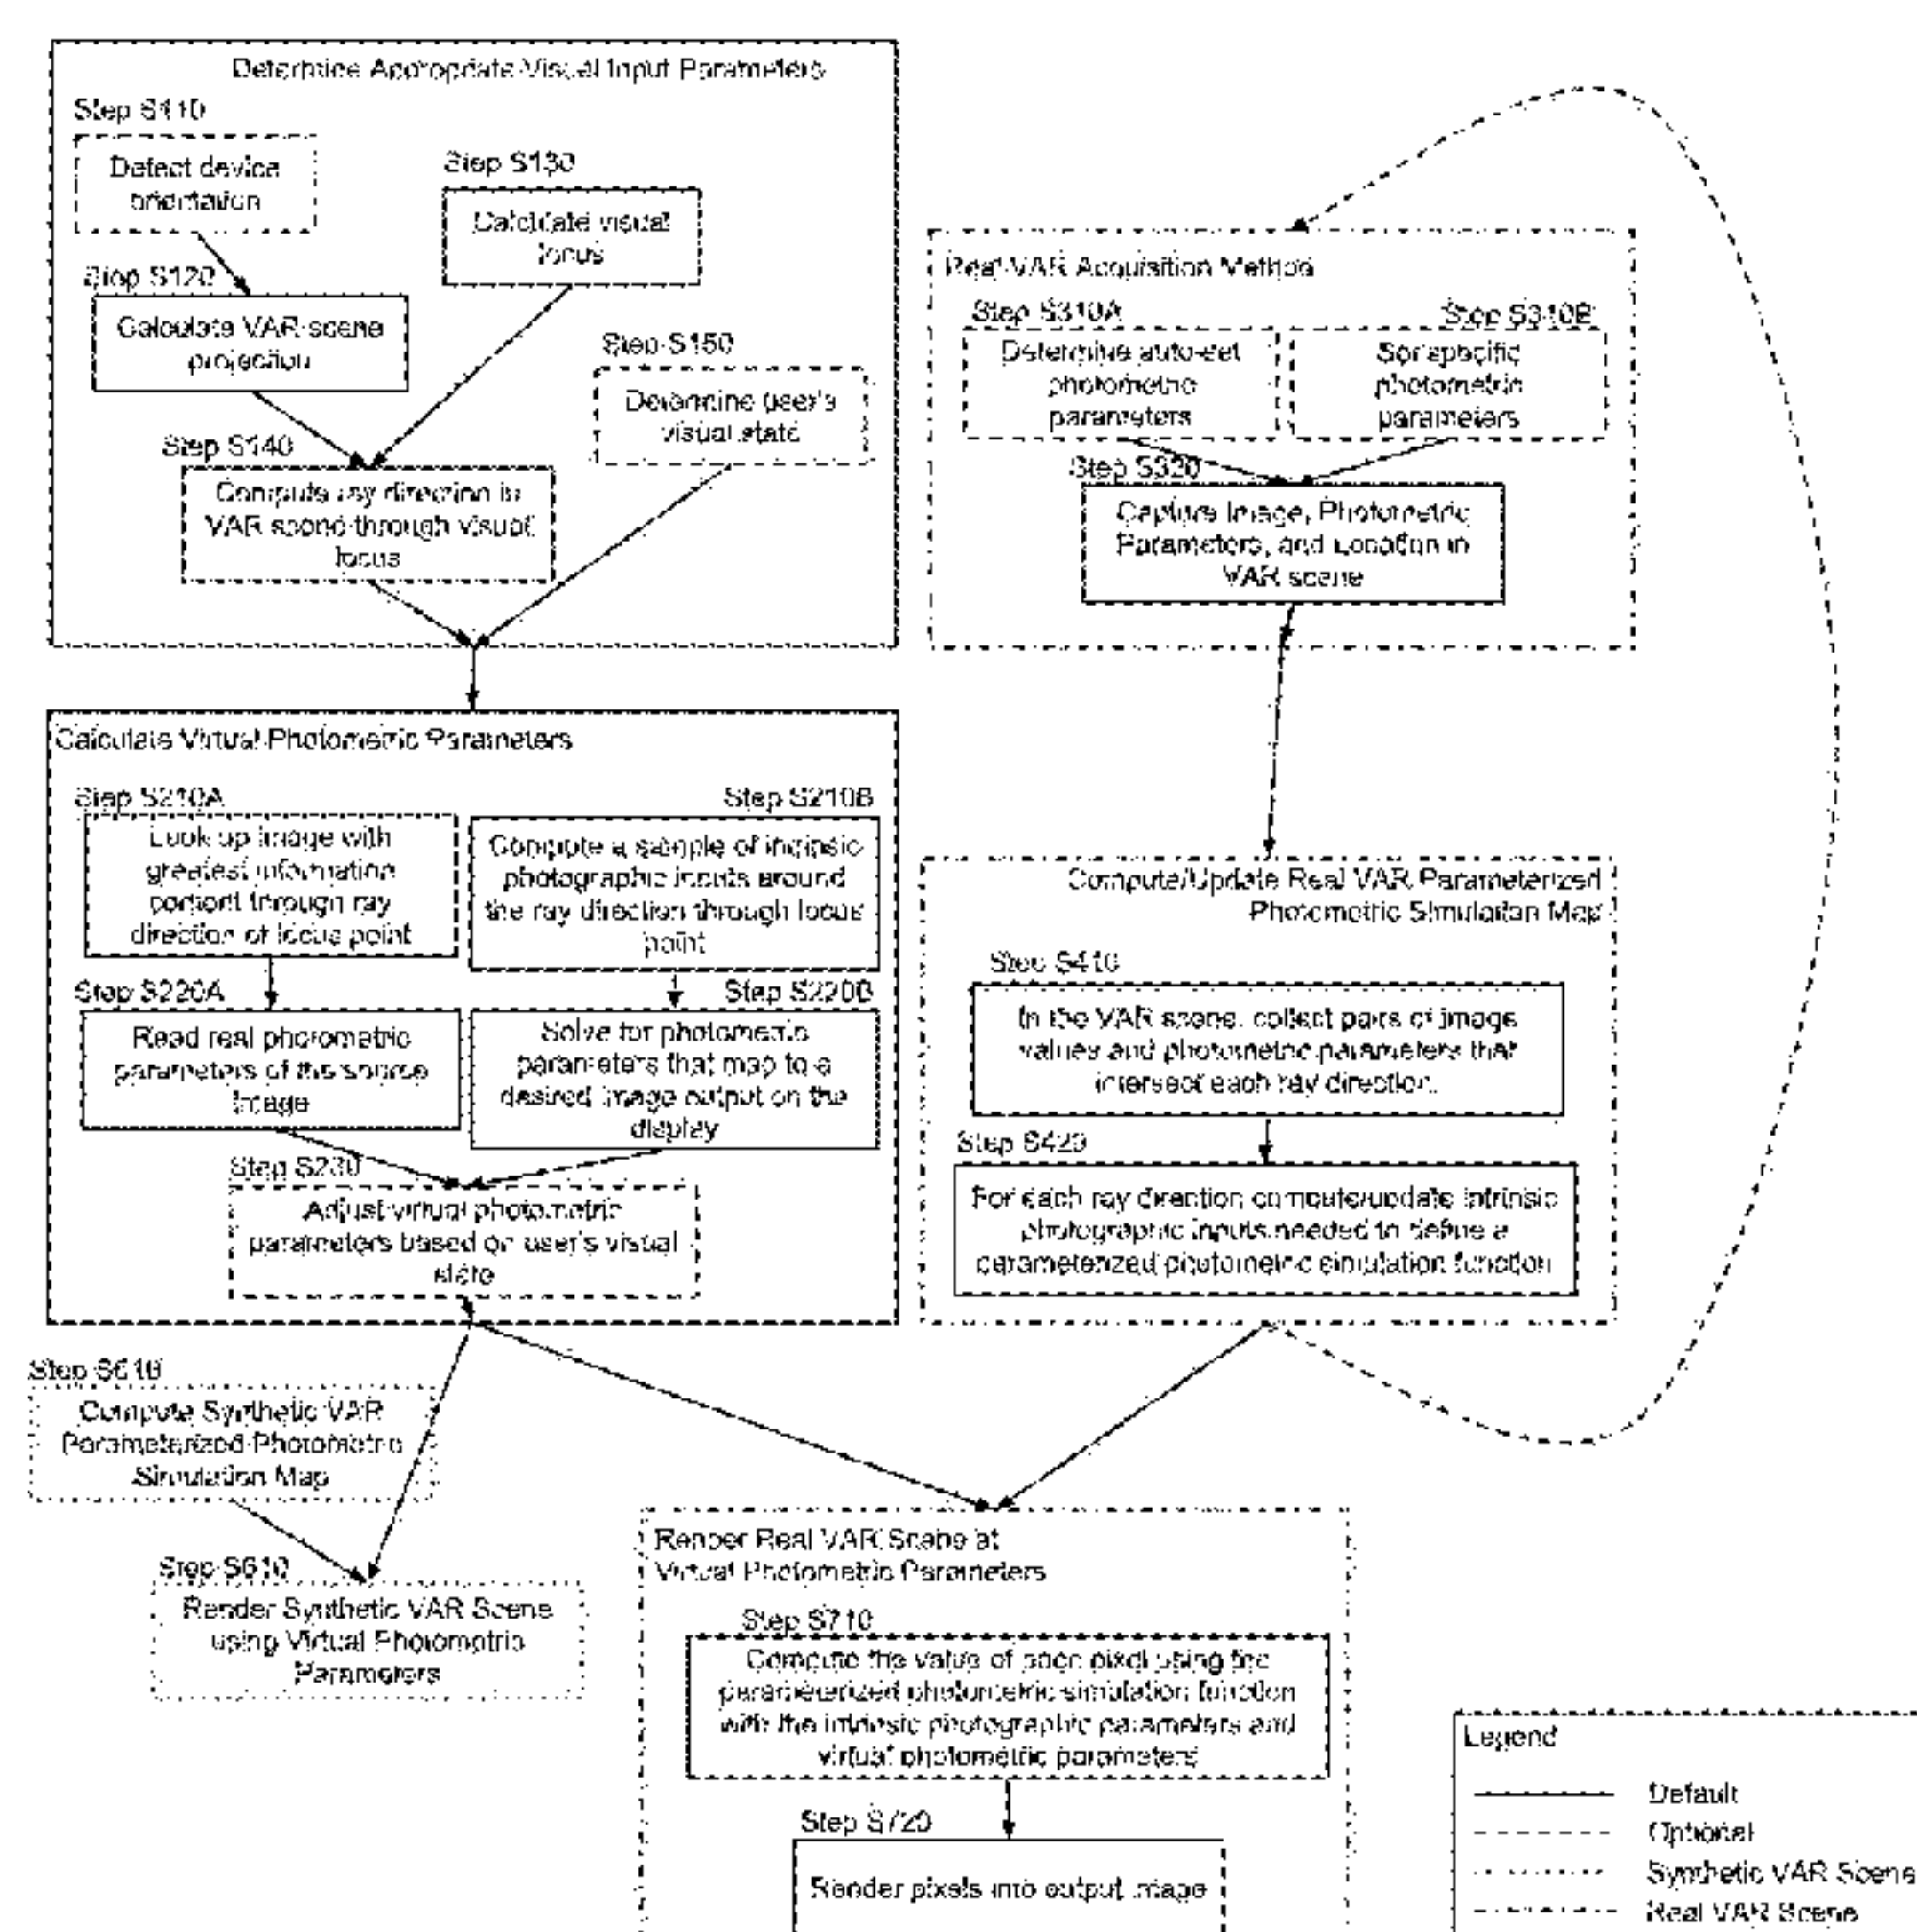 Determine Appropriate Visual Input Parameters
Step S110
Detect device
orientation
Step S130
Calculate visual
locus
Step S120
Calculate VAR scene
projection
Step S150
Determine user's
visual state
Step S140
Compute ray direction in
VAR scene through visual
locus
Real VAR Acquisition Method
Step S310A
Determine auto-set
photometric
parameters
Step S310B
Set specific
photometric
parameters
Step S320
Capture Image, Photometric
Parameters, and Location in
VAR scene
Calculate Virtual Photometric Parameters
Step S210A
Look up image with
greatest information
content through ray
direction of locus point
Step S210B
Compute a sample of intrinsic
photographic inputs around
the ray direction through locus
point
Step S220A
Read real photometric
parameters of the source
image
Step S220B
Solve for photometric
parameters that map to a
desired image output on the
display
Step S230
Adjust virtual photometric
parameters based on user's visual
state
Compute/Update Real VAR Parameterized
Photometric Simulation Map
Step S410
In the VAR scene, collect pairs of image
values and photometric parameters that
intersect each ray direction.
Step S420
For each ray direction compute/update intrinsic
photographic inputs needed to define a
parameterized photometric simulation function
Step
Compute Synthetic VAR
Parameterized Photometric
Simulation Map
Step S610
Render Synthetic VAR Scene
using Virtual Photometric
Parameters
Render Real VAR Scene at
Virtual Photometric Parameters
Step S710
Compute the value of each pixel using the
parameterized photometric simulation function
with the intrinsic photographic parameters and
virtual photometric parameters
Step S720
Render pixels into output image
Legend
Default
Optional
Synthetic VAR Scene
Real VAR Scene